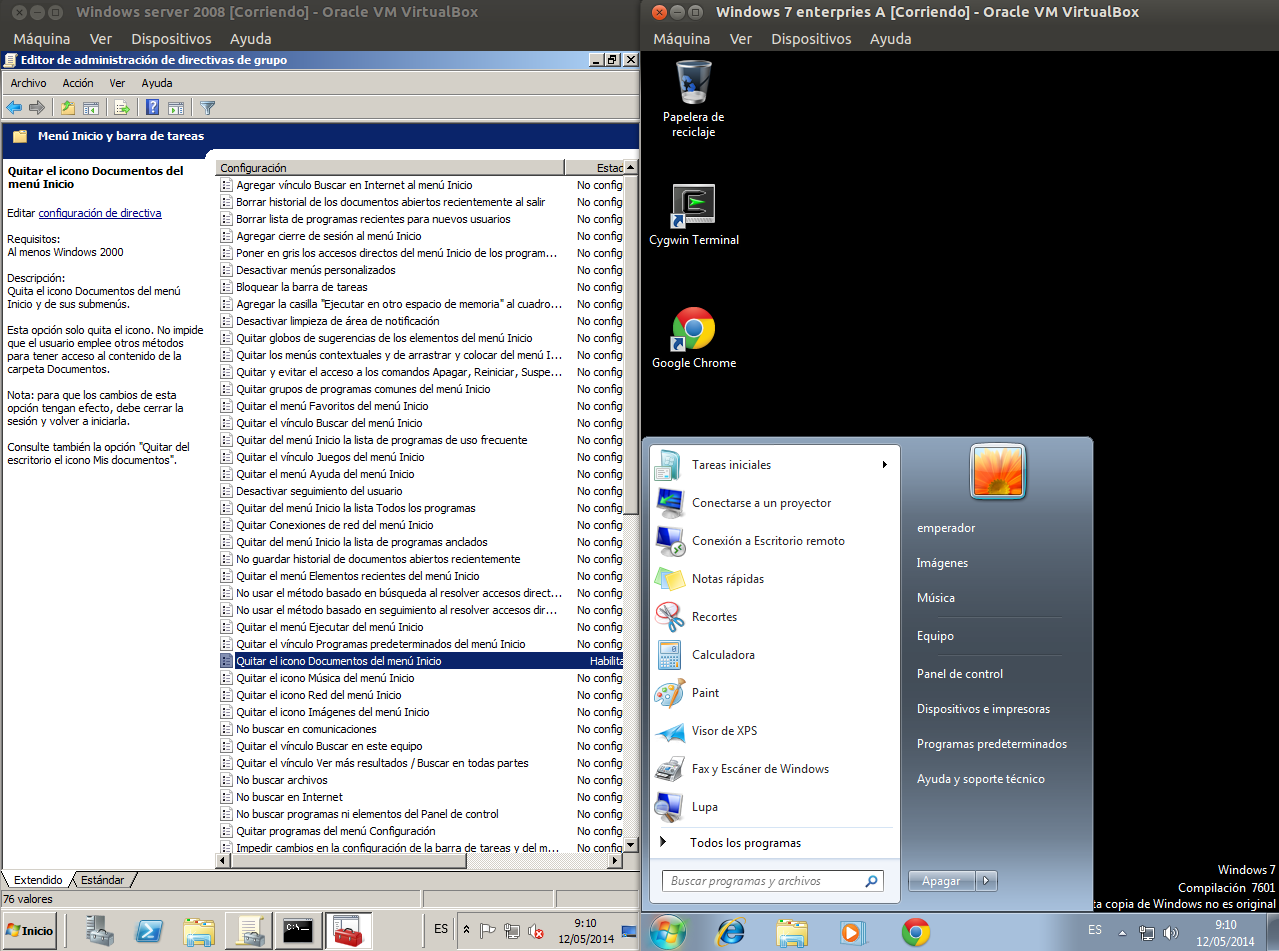 Windows server 2008 [Corriendo] - Oracle VM VirtualBox
Máquina Ver Dispositivos Ayuda
Editor de administración de directivas de grupo
Archivo Acción Ver Ayuda
Menú Inicio y barra de tareas
Quitar el icono Documentos del
menú Inicio
Editar configuración de directiva
Requisitos:
Al menos Windows 2000
Descripción:
Quita el icono Documentos del menú
Inicio y de sus submenús.
Esta opción solo quita el icono. No impide
que el usuario emplee otros métodos
para tener acceso al contenido de la
carpeta Documentos.
Nota: para que los cambios de esta
opción tengan efecto, debe cerrar la
sesión y volver a iniciarla.
Consulte también la opción "Quitar del
escritorio el icono Mis documentos".
Configuración Estad
Agregar vínculo Buscar en Internet al menú Inicio No config
Borrar historial de los documentos abiertos recientemente al salir No config
Borrar lista de programas recientes para nuevos usuarios No config
Agregar cierre de sesión al menú Inicio No config
Poner en gris los accesos directos del menú Inicio de los program... No config
Desactivar menús personalizados No config
Bloquear la barra de tareas No config
Agregar la casilla "Ejecutar en otro espacio de memoria" al cuadro... No config
Desactivar limpieza de área de notificación No config
Quitar globos de sugerencias de los elementos del menú Inicio No config
Quitar los menús contextuales y de arrastrar y colocar del menú I... No config
Quitar y evitar el acceso a los comandos Apagar, Reiniciar, Suspe... No config
Quitar grupos de programas comunes del menú Inicio No config
Quitar el menú Favoritos del menú Inicio No config
Quitar el vínculo Buscar del menú Inicio No config
Quitar del menú Inicio la lista de programas de uso frecuente No config
Quitar el vínculo Juegos del menú Inicio No config
Quitar el menú Ayuda del menú Inicio No config
Desactivar seguimiento del usuario No config
Quitar del menú Inicio la lista Todos los programas No config
Quitar Conexiones de red del menú Inicio No config
Quitar del menú Inicio la lista de programas anclados No config
No guardar historial de documentos abiertos recientemente No config
Quitar el menú Elementos recientes del menú Inicio No config
No usar el método basado en búsqueda al resolver accesos direct... No config
No usar el método basado en seguimiento al resolver accesos dir... No config
Quitar el menú Ejecutar del menú Inicio No config
Quitar el vínculo Programas predeterminados del menú Inicio No config
Quitar el icono Documentos del menú Inicio Habilita
Quitar el icono Música del menú Inicio No config
Quitar el icono Red del menú Inicio No config
Quitar el icono Imágenes del menú Inicio No config
No buscar en comunicaciones No config
Quitar el vínculo Buscar en este equipo No config
Quitar el vínculo Ver más resultados / Buscar en todas partes No config
No buscar archivos No config
No buscar en Internet No config
No buscar programas ni elementos del Panel de control No config
Quitar programas del menú Configuración No config
Impedir cambios en la configuración de la barra de tareas y del m... No config
Extendido Estándar
76 valores
Inicio ES 9:10
12/05/2014
Windows 7 enterpries A [Corriendo] - Oracle VM VirtualBox
Máquina Ver Dispositivos Ayuda
Papelera de
reciclaje
Cygwin Terminal
Google Chrome
Tareas iniciales
Conectarse a un proyector
Conexión a Escritorio remoto
Notas rápidas
Recortes
Calculadora
Paint
Visor de XPS
Fax y Escáner de Windows
Lupa
Todos los programas
Buscar programas y archivos
emperador
Imágenes
Música
Equipo
Panel de control
Dispositivos e impresoras
Programas predeterminados
Ayuda y soporte técnico
Apagar
Windows 7
Compilación 7601
ta copia de Windows no es original
ES 9:10
12/05/2014